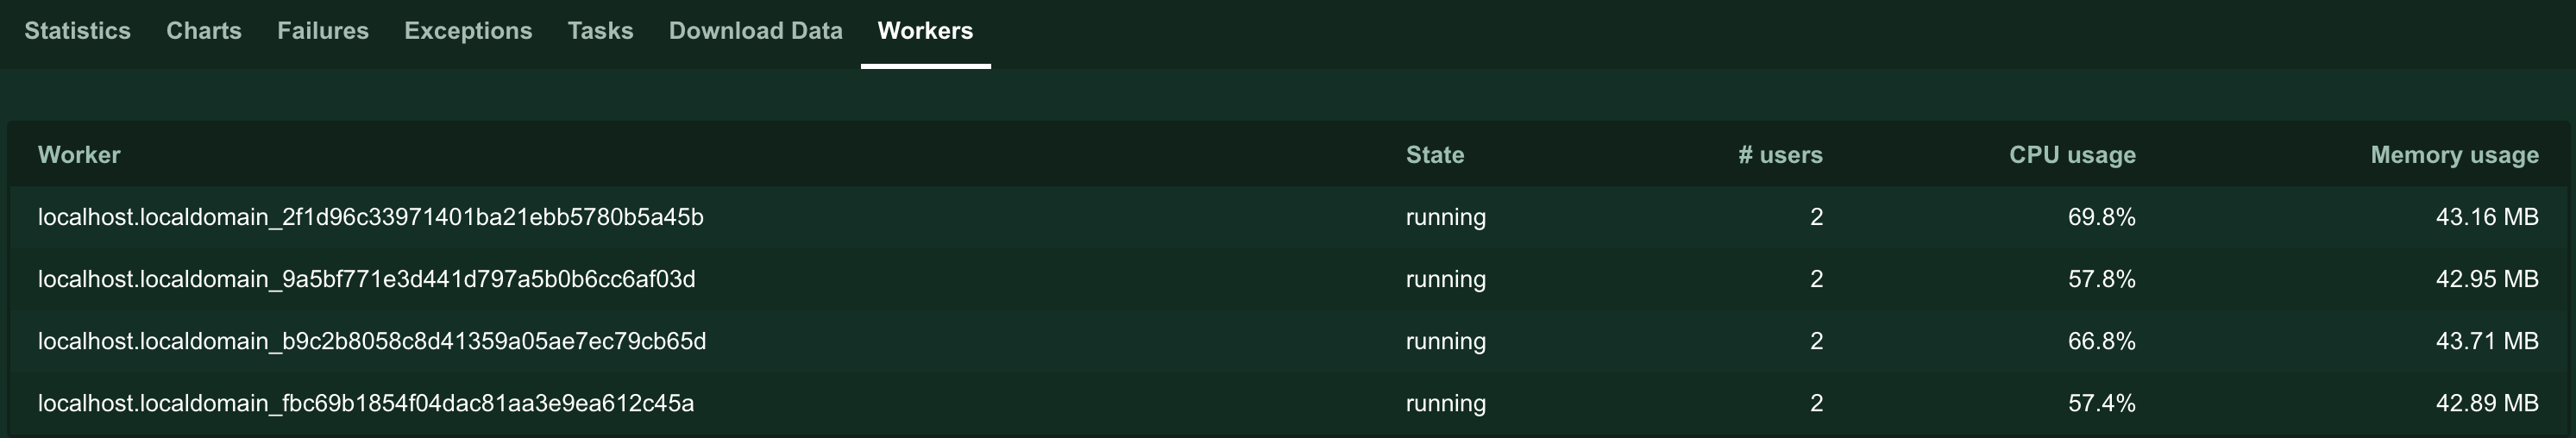 Statistics Charts Failures Exceptions Tasks Download Data Workers
Worker State # users CPU usage Memory usage
localhost.localdomain_2f1d96c33971401ba21ebb5780b5a45b running 2 69.8% 43.16 MB
localhost.localdomain_9a5bf771e3d441d797a5b0b6cc6af03d running 2 57.8% 42.95 MB
localhost.localdomain_b9c2b8058c8d41359a05ae7ec79cb65d running 2 66.8% 43.71 MB
localhost.localdomain_fbc69b1854f04dac81aa3e9ea612c45a running 2 57.4% 42.89 MB